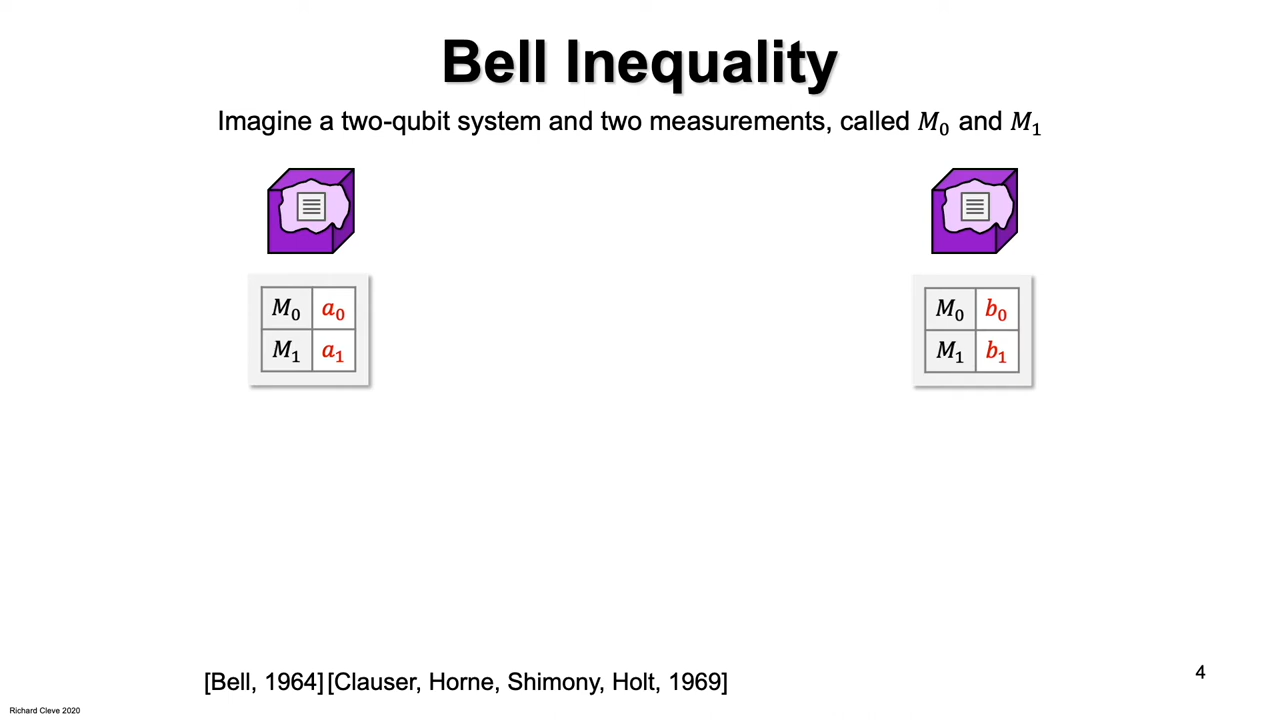 Bell Inequality
Imagine a two-qubit system and two measurements, called M₀ and M₁
M₀ a₀
M₁ a₁
M₀ b₀
M₁ b₁
[Bell, 1964] [Clauser, Horne, Shimony, Holt, 1969]
4
Richard Cleve 2020